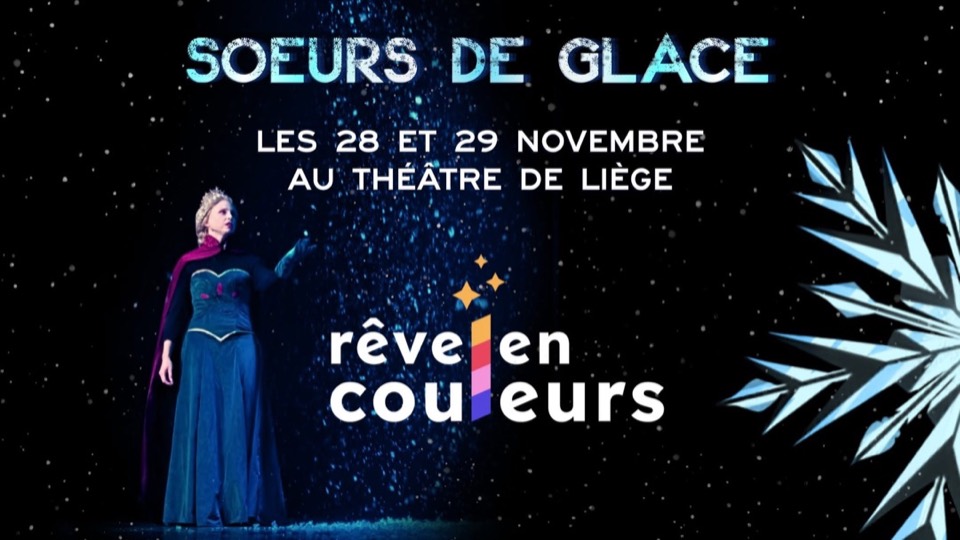 SOEURS DE GLACE
LES 28 ET 29 NOVEMBRE
AU THÉÂTRE DE LIÈGE
rêve en
couleurs